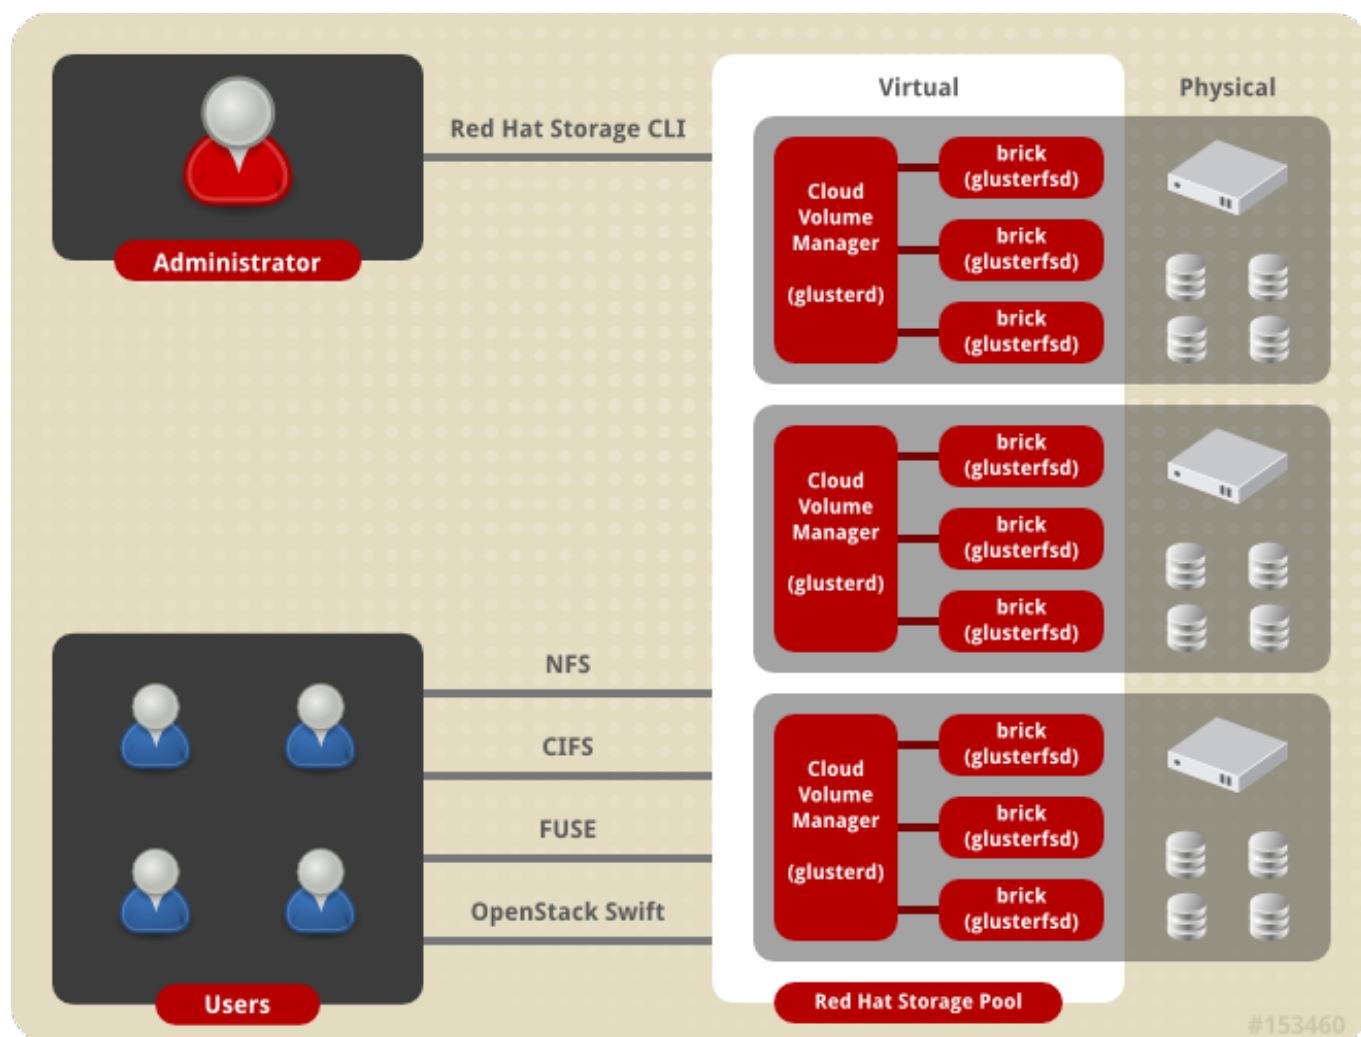 Virtual
Physical
Red Hat Storage CLI
Administrator
Cloud
Volume
Manager
(glusterd)
brick
(glusterfsd)
brick
(glusterfsd)
brick
(glusterfsd)
Cloud
Volume
Manager
(glusterd)
brick
(glusterfsd)
brick
(glusterfsd)
brick
(glusterfsd)
NFS
CIFS
FUSE
OpenStack Swift
Users
Cloud
Volume
Manager
(glusterd)
brick
(glusterfsd)
brick
(glusterfsd)
brick
(glusterfsd)
Red Hat Storage Pool
#153460